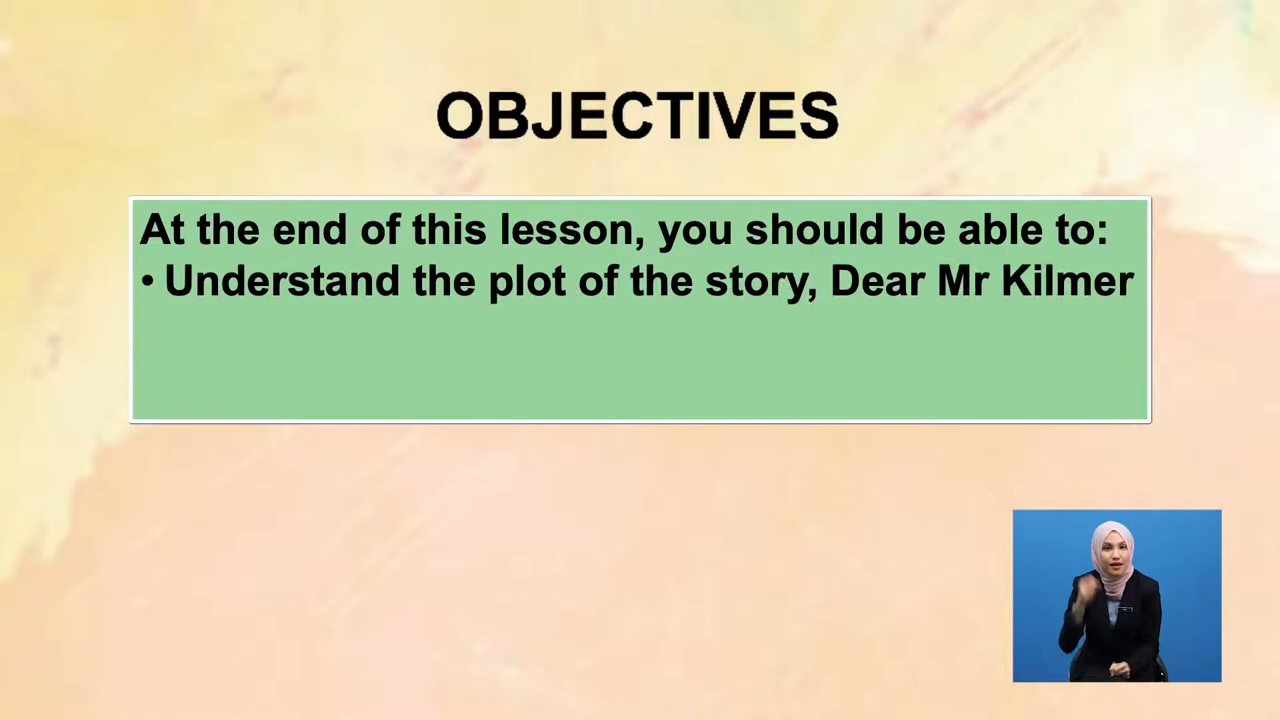 OBJECTIVES
At the end of this lesson, you should be able to:
• Understand the plot of the story, Dear Mr Kilmer